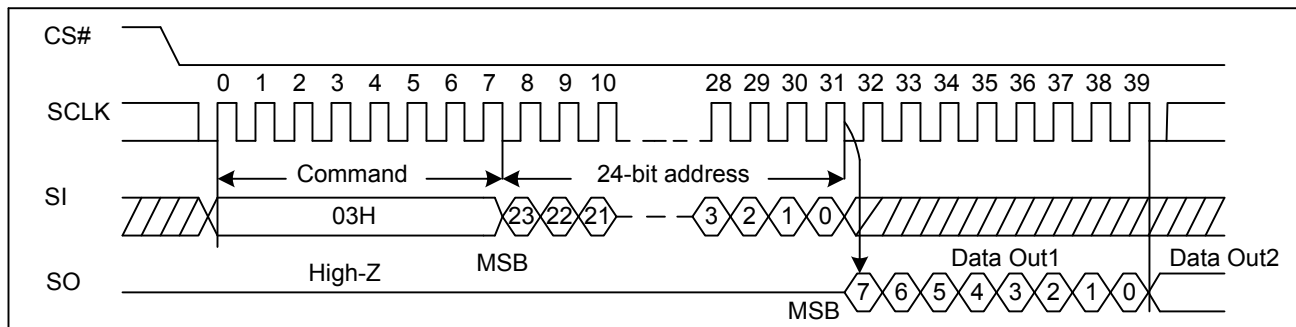 CS#
0 1 2 3 4 5 6 7 8 9 10 28 29 30 31 32 33 34 35 36 37 38 39
SCLK
Command 24-bit address
SI
03H 23 22 21 3 2 1 0
High-Z MSB Data Out1 Data Out2
SO
MSB 7 6 5 4 3 2 1 0